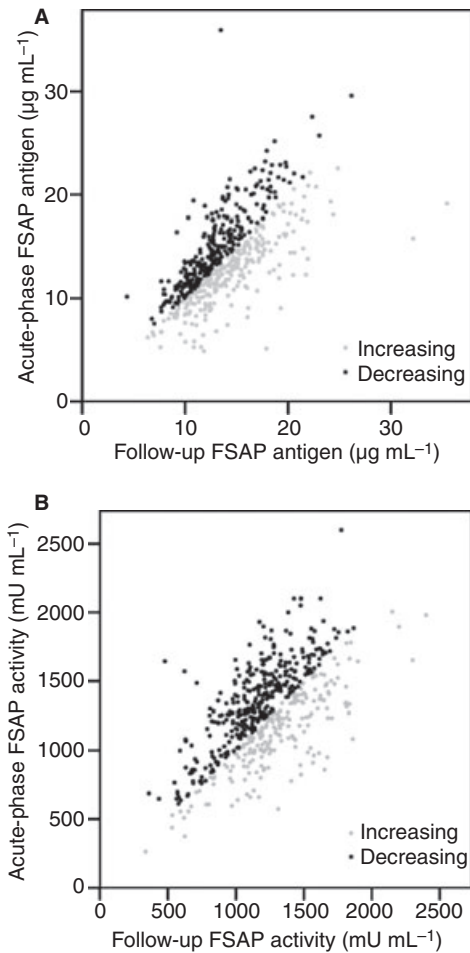 A
Acute-phase FSAP antigen (µg mL⁻¹)
30
20
10
0
Increasing
Decreasing
0 10 20 30
Follow-up FSAP antigen (µg mL⁻¹)
B
Acute-phase FSAP activity (mU mL⁻¹)
2500
2000
1500
1000
500
0
Increasing
Decreasing
0 500 1000 1500 2000 2500
Follow-up FSAP activity (mU mL⁻¹)